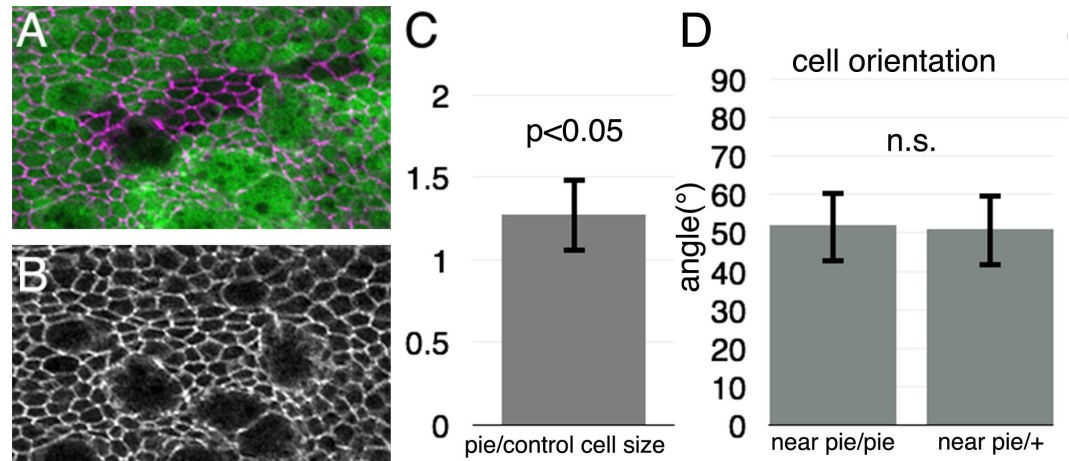 A
B
C
2
1.5
1
0.5
0
p<0.05
pie/control cell size
D
cell orientation
90
80
70
60
50
40
30
20
10
0
angle(°)
n.s.
near pie/pie
near pie/+